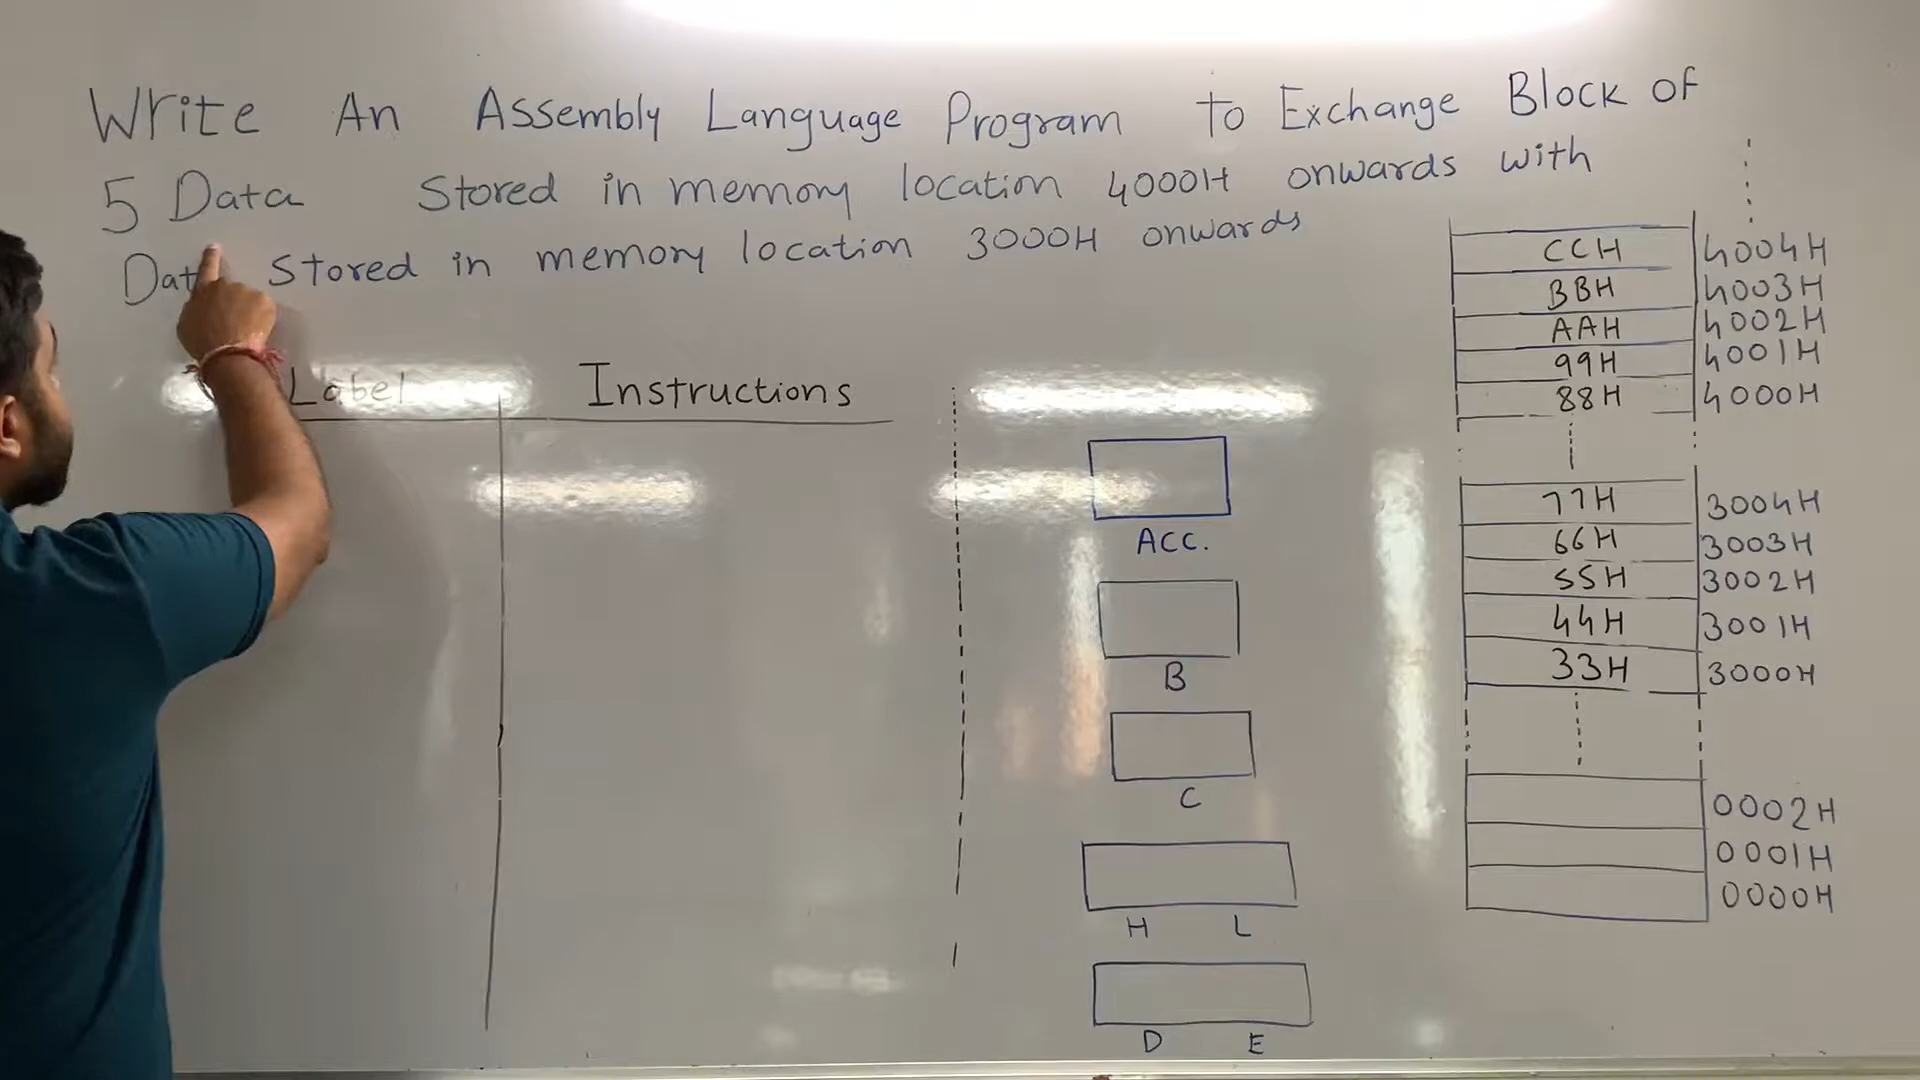 Write An Assembly Language Program to Exchange Block of
5 Data Stored in memory location 4000H onwards with
Data Stored in memory location 3000H onwards
Label Instructions
ACC.
B
C
H L
D E
CCH 4004H
BBH 4003H
AAH 4002H
99H 4001H
88H 4000H
77H 3004H
66H 3003H
55H 3002H
44H 3001H
33H 3000H
0002H
0001H
0000H